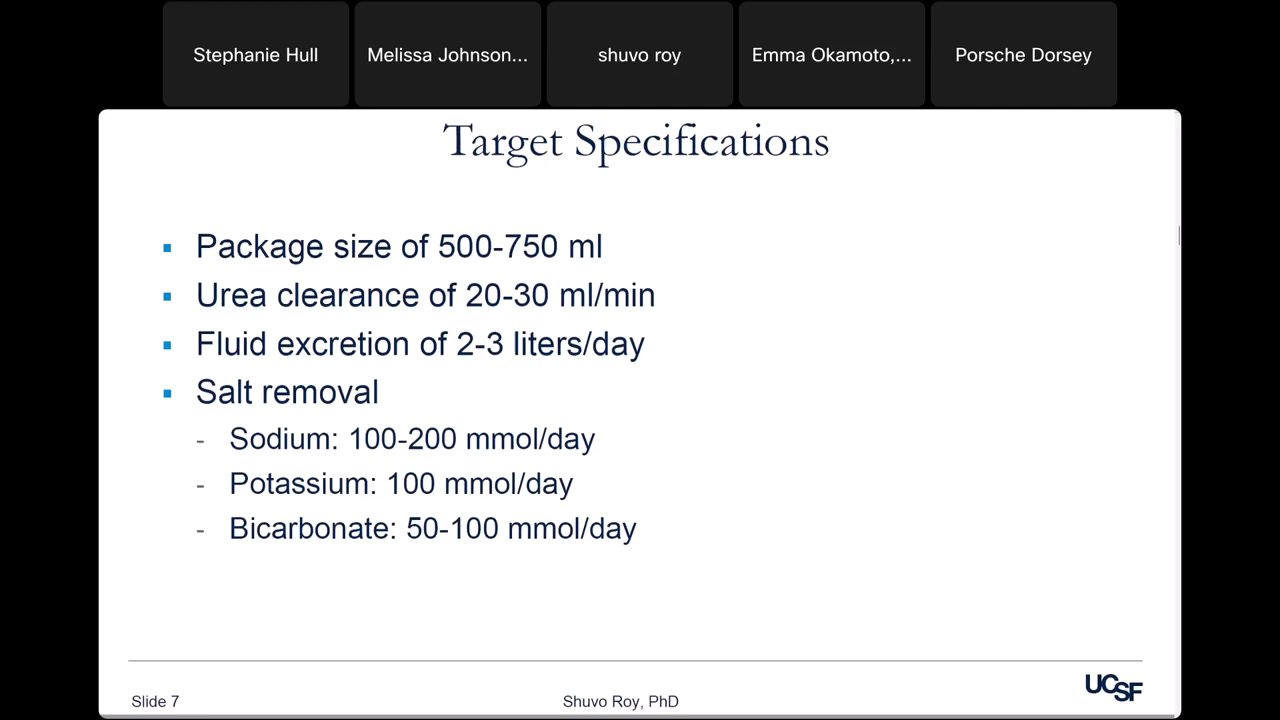 Stephanie Hull
Melissa Johnson...
shuvo roy
Emma Okamoto,...
Porsche Dorsey
Target Specifications
▪ Package size of 500-750 ml
▪ Urea clearance of 20-30 ml/min
▪ Fluid excretion of 2-3 liters/day
▪ Salt removal
- Sodium: 100-200 mmol/day
- Potassium: 100 mmol/day
- Bicarbonate: 50-100 mmol/day
Slide 7
Shuvo Roy, PhD
UCSF